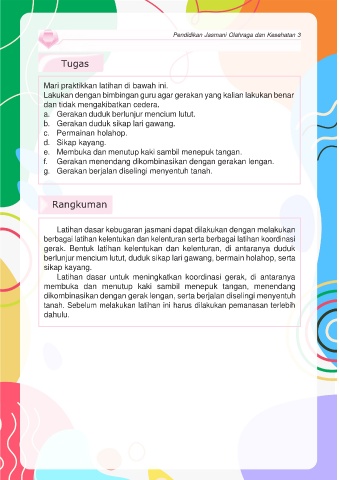 Pendidikan Jasmani Olahraga dan Kesehatan 3
Tugas
Mari praktikkan latihan di bawah ini.
Lakukan dengan bimbingan guru agar gerakan yang kalian lakukan benar
dan tidak mengakibatkan cedera.
a. Gerakan duduk berlunjur mencium lutut.
b. Gerakan duduk sikap lari gawang.
c. Permainan holahop.
d. Sikap kayang.
e. Membuka dan menutup kaki sambil menepuk tangan.
f. Gerakan menendang dikombinasikan dengan gerakan lengan.
g. Gerakan berjalan diselingi menyentuh tanah.
Rangkuman
Latihan dasar kebugaran jasmani dapat dilakukan dengan melakukan
berbagai latihan kelentukan dan kelenturan serta berbagai latihan koordinasi
gerak. Bentuk latihan kelentukan dan kelenturan, di antaranya duduk
berlunjur mencium lutut, duduk sikap lari gawang, bermain holahop, serta
sikap kayang.
Latihan dasar untuk meningkatkan koordinasi gerak, di antaranya
membuka dan menutup kaki sambil menepuk tangan, menendang
dikombinasikan dengan gerak lengan, serta berjalan diselingi menyentuh
tanah. Sebelum melakukan latihan ini harus dilakukan pemanasan terlebih
dahulu.